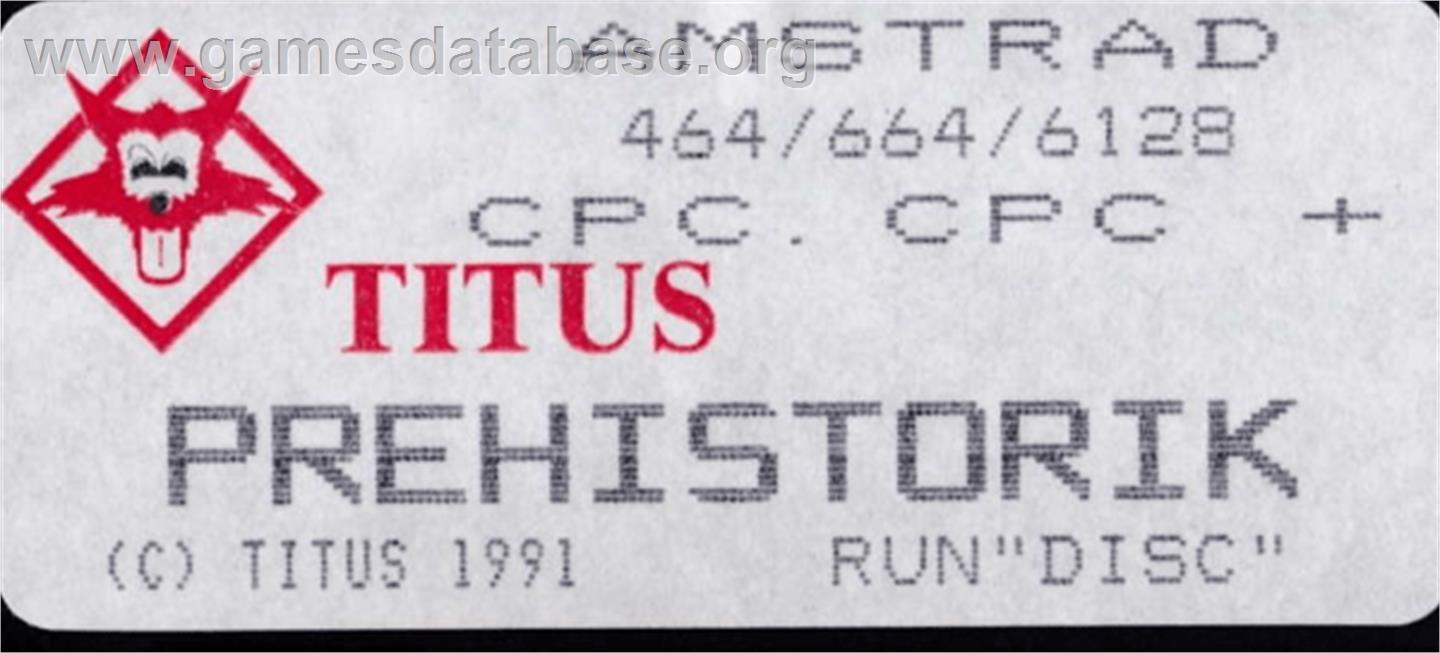 www.gamesdatabase.org
AMSTRAD
464/664/6128
CPC. CPC +
TITUS
PREHISTORIK
(C) TITUS 1991 RUN"DISC"